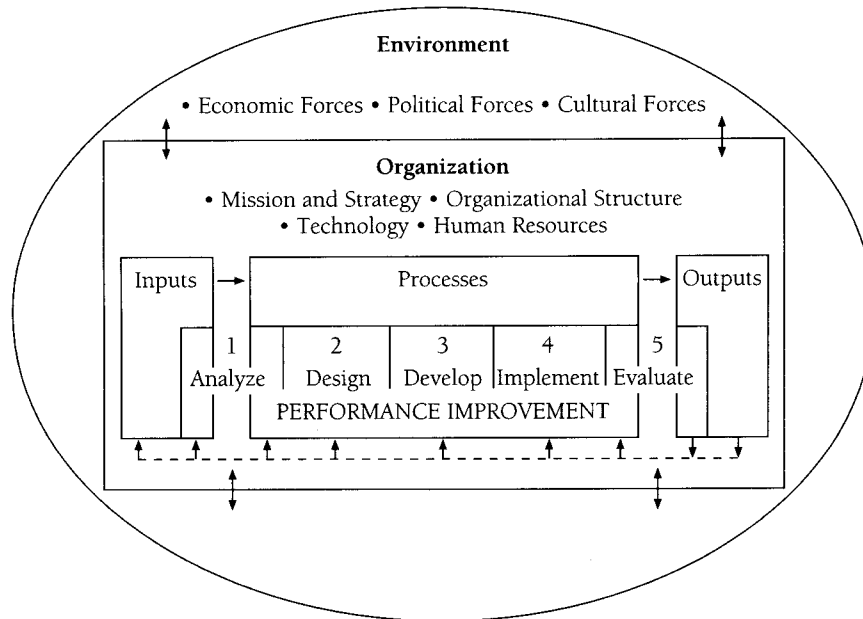 Environment
• Economic Forces • Political Forces • Cultural Forces
Organization
• Mission and Strategy • Organizational Structure
• Technology • Human Resources
Inputs
Processes
Outputs
1
2
3
4
5
Analyze
Design
Develop
Implement
Evaluate
PERFORMANCE IMPROVEMENT